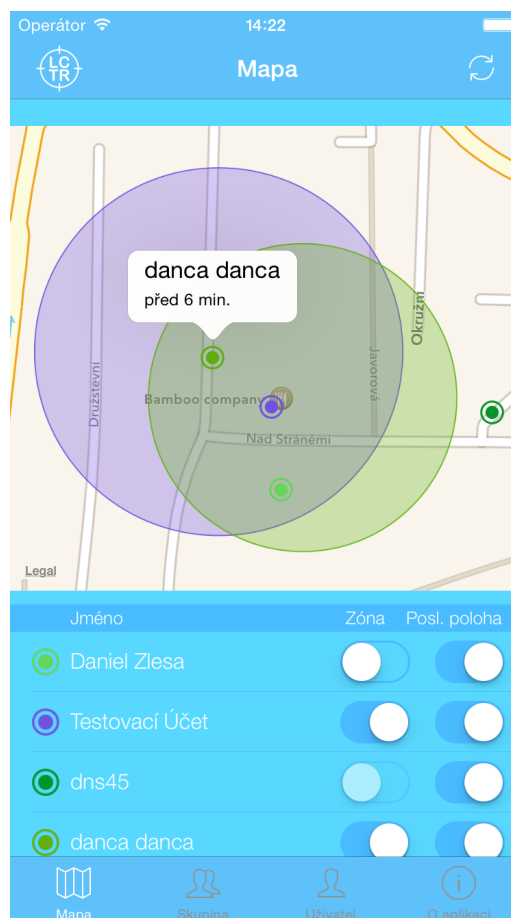 Operátor
14:22
LC
TR
Mapa
danca danca
před 6 min.
Okružní
Javorová
Družstevní
Bamboo company
Nad Stráněmi
Legal
Jméno Zóna Posl. poloha
Daniel Zlesa
Testovací Účet
dns45
danca danca
Mapa Skupina Uživatel O aplikaci